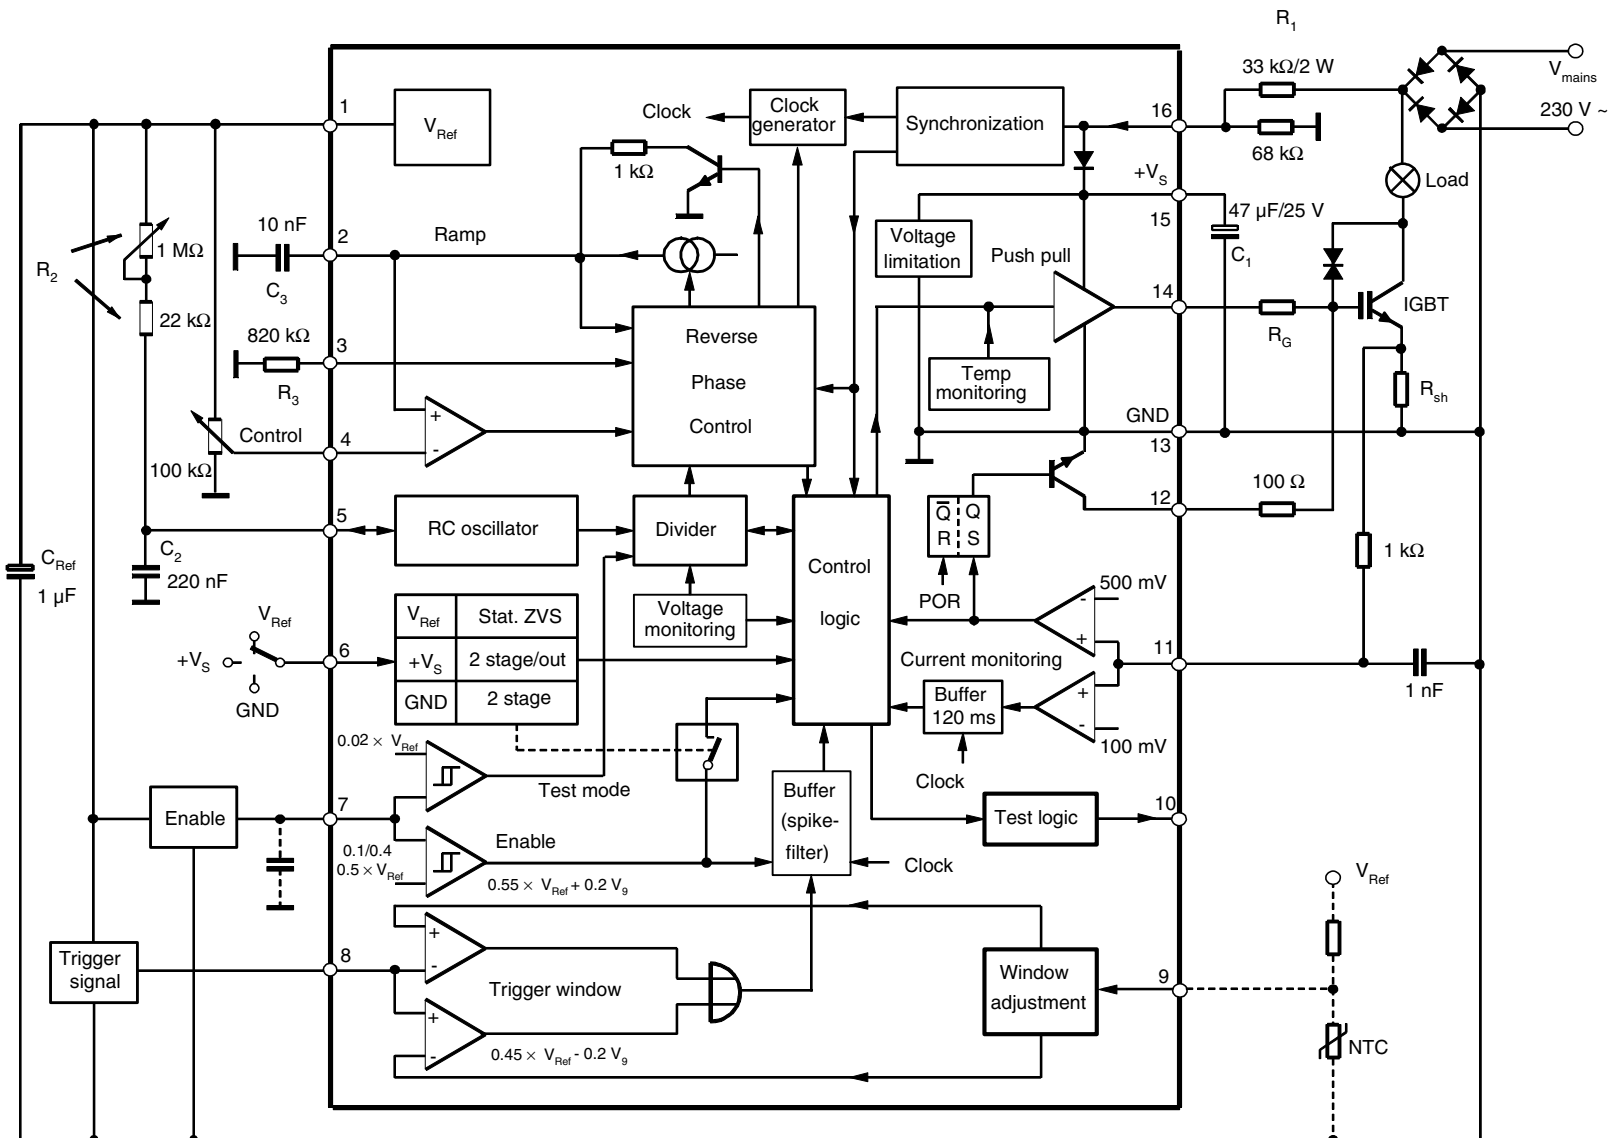 R1
33 kΩ/2 W
Vmains
230 V ~
68 kΩ
Load
1
VRef
Clock
Clock generator
Synchronization
16
+VS
15
47 µF/25 V
C1
1 kΩ
10 nF
C3
2
Ramp
Voltage limitation
Push pull
14
RG
IGBT
R2
1 MΩ
22 kΩ
820 kΩ
R3
3
Reverse
Phase
Control
Temp monitoring
Rsh
GND
13
Control
4
+
-
100 kΩ
5
RC oscillator
Divider
Q Q
R S
POR
12
100 Ω
1 kΩ
CRef
1 µF
C2
220 nF
Control
logic
500 mV
-
+
Voltage monitoring
VRef
+VS
GND
6
VRef Stat. ZVS
+VS 2 stage/out
GND 2 stage
Current monitoring
11
1 nF
Buffer 120 ms
+
-
100 mV
Clock
0.02 × VRef
Test mode
Enable
7
0.1/0.4
0.5 × VRef
Enable
Buffer
(spike-
filter)
Clock
Test logic
10
0.55 × VRef + 0.2 V9
Trigger signal
8
+
-
Trigger window
+
-
0.45 × VRef - 0.2 V9
Window adjustment
9
VRef
NTC